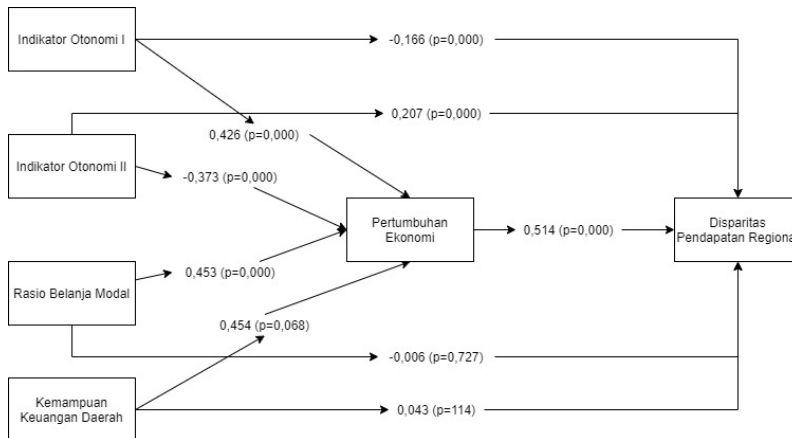 Indikator Otonomi I
-0,166 (p=0,000)
0,207 (p=0,000)
0,426 (p=0,000)
Indikator Otonomi II
-0,373 (p=0,000)
Pertumbuhan
Ekonomi
0,514 (p=0,000)
Disparitas
Pendapatan Regiona
0,453 (p=0,000)
Rasio Belanja Modal
0,454 (p=0,068)
-0,006 (p=0,727)
Kemampuan
Keuangan Daerah
0,043 (p=114)